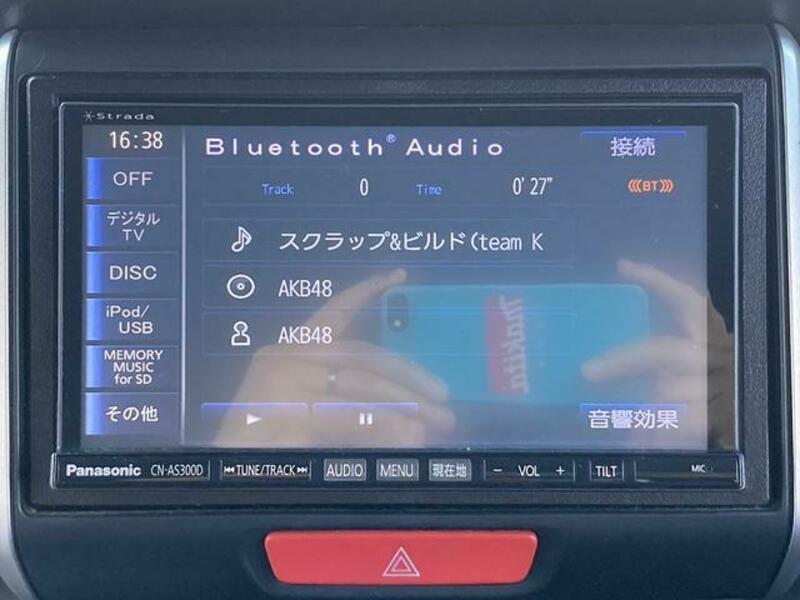 Strada
16:38
Bluetooth® Audio
接続
OFF
Track 0 Time 0'27"
BT
デジタル
TV
スクラップ&ビルド(team K
DISC
AKB48
iPod/
USB
AKB48
MEMORY
MUSIC
for SD
その他
音響効果
makita
Panasonic CN-AS300D TUNE/TRACK AUDIO MENU 現在地 − VOL + TILT MIC